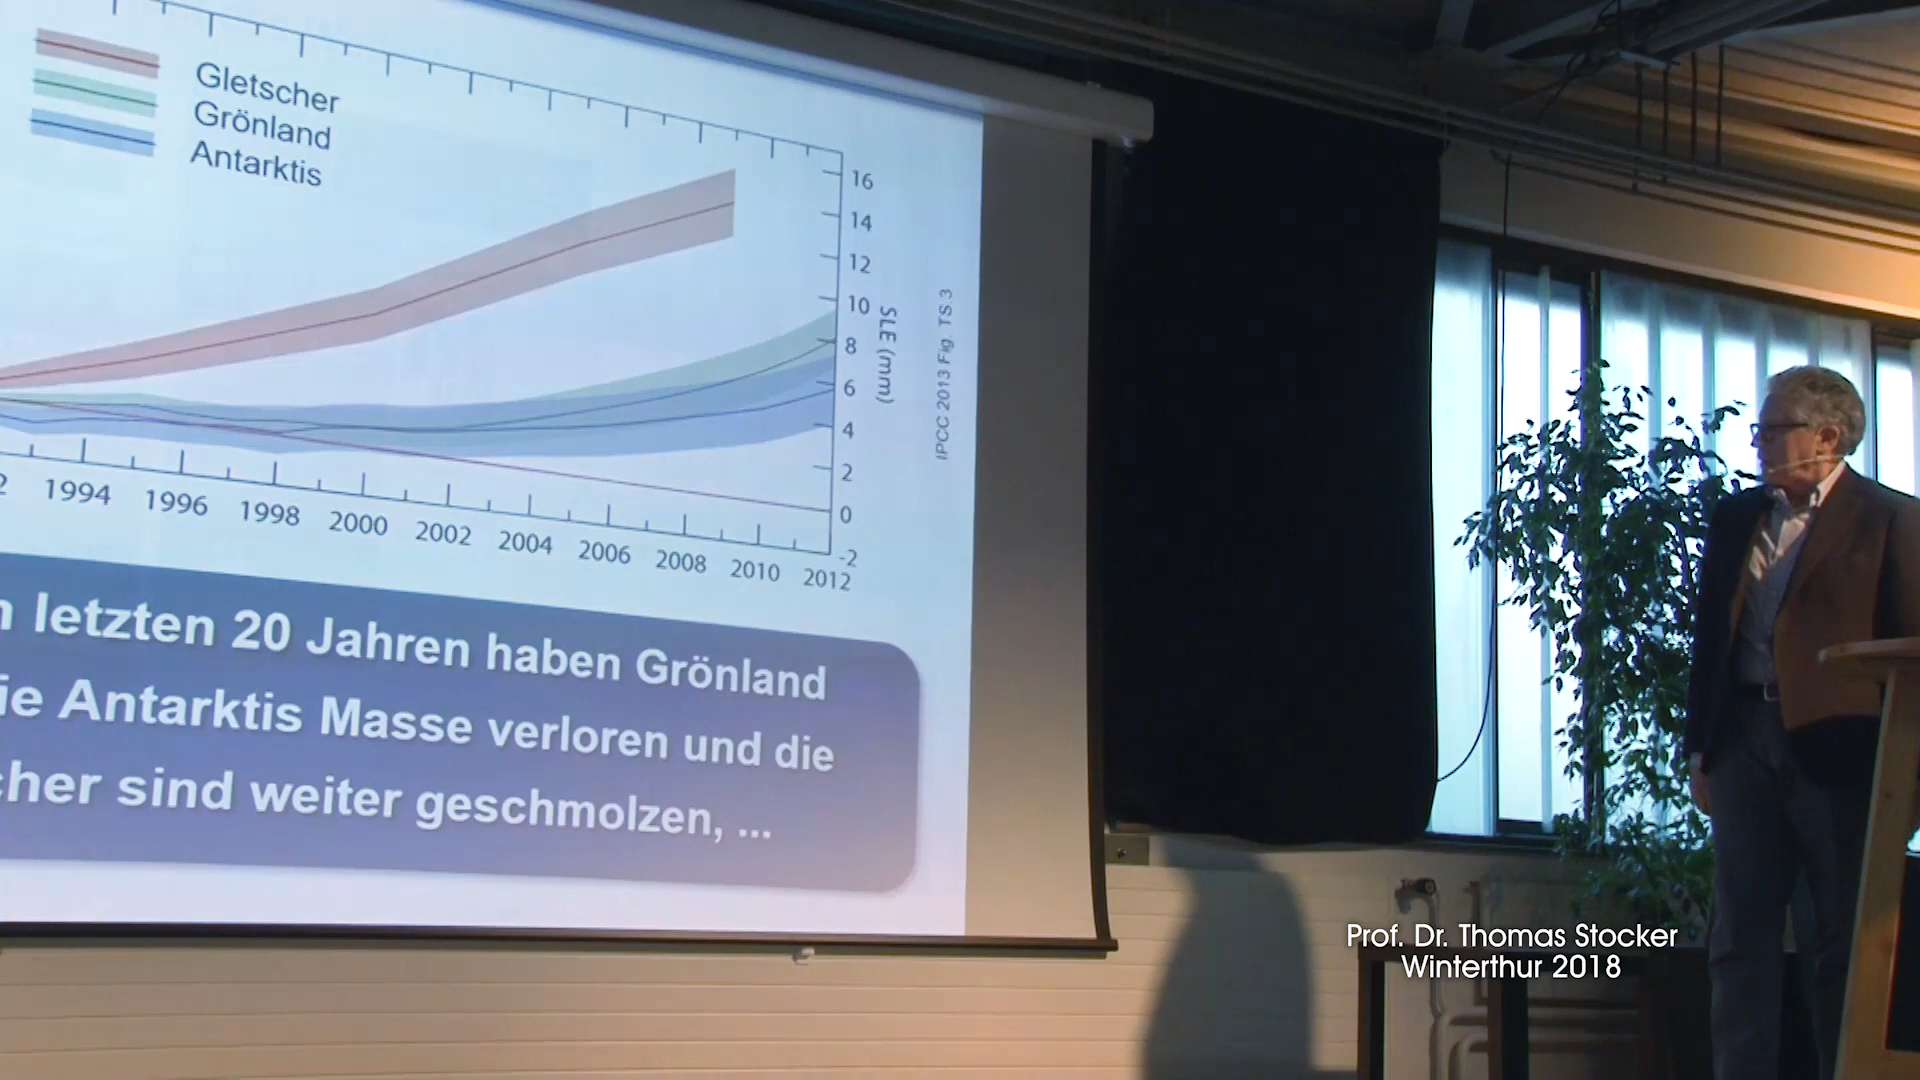 Gletscher
Grönland
Antarktis
16
14
12
10
8
6
4
2
0
-2
SLE (mm)
IPCC 2013 Fig. TS.3
2 1994 1996 1998 2000 2002 2004 2006 2008 2010 2012
n letzten 20 Jahren haben Grönland
ie Antarktis Masse verloren und die
cher sind weiter geschmolzen, ...
Prof. Dr. Thomas Stocker
Winterthur 2018